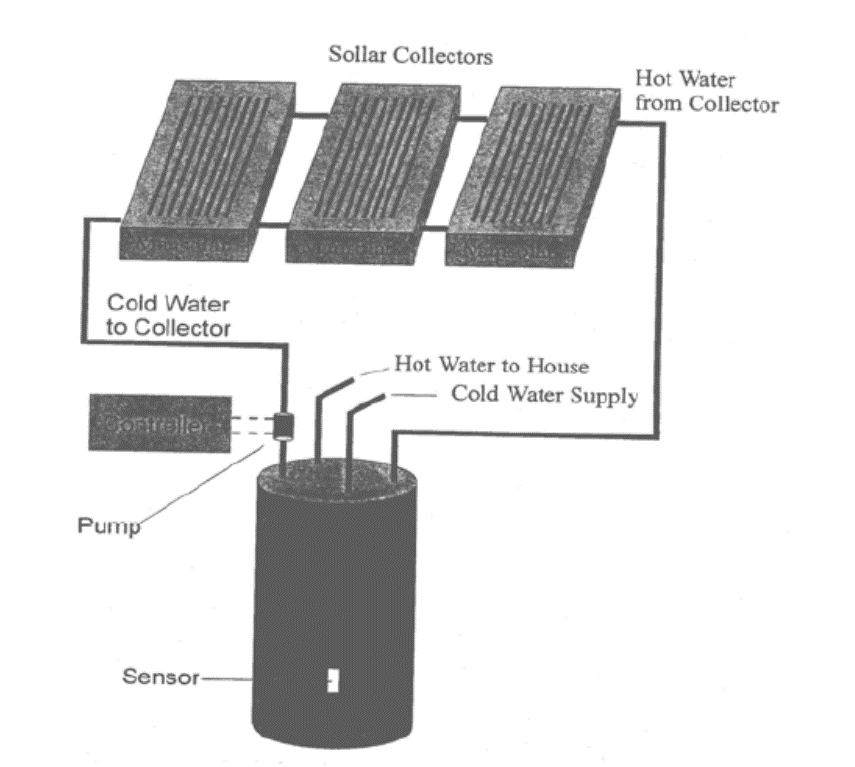 Sollar Collectors
Hot Water
from Collector
Cold Water
to Collector
Hot Water to House
Cold Water Supply
Controller
Pump
Sensor